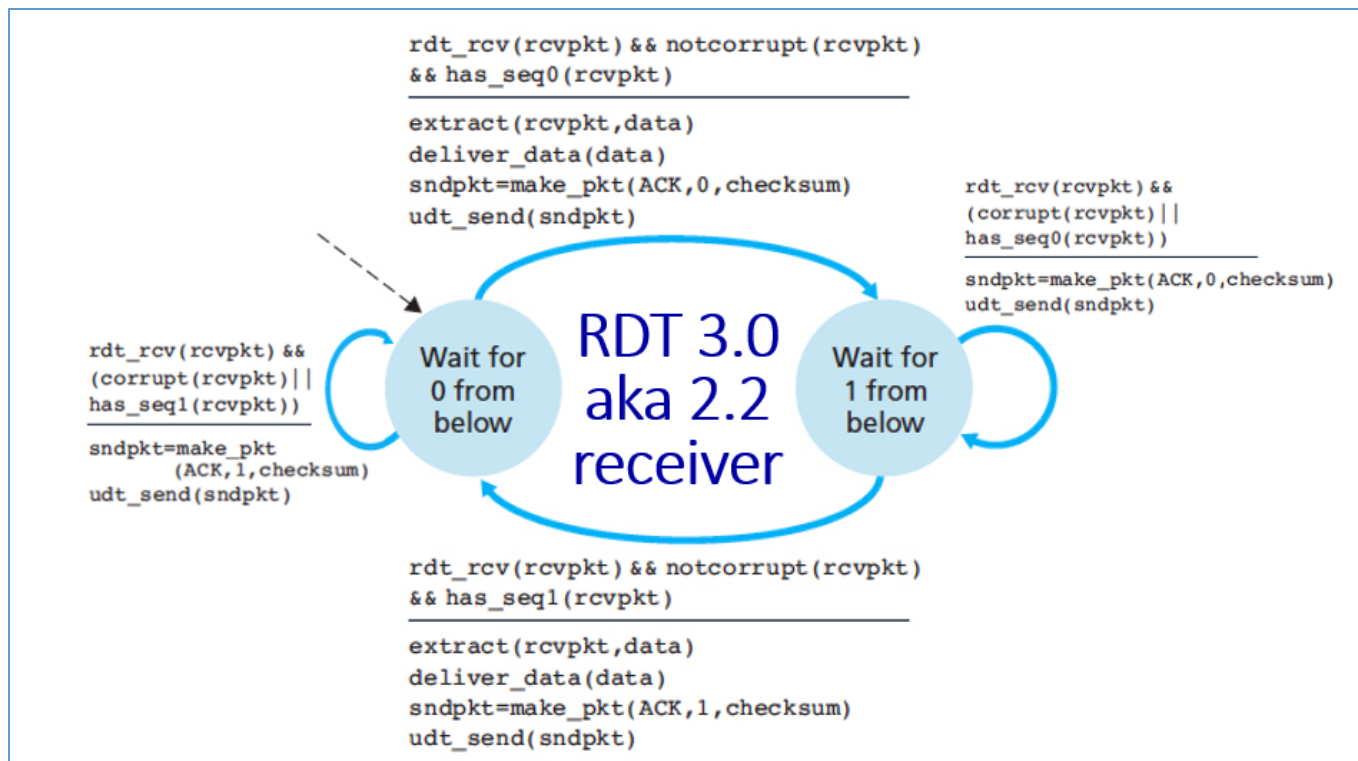 rdt_rcv(rcvpkt) && notcorrupt(rcvpkt)
&& has_seq0(rcvpkt)
extract(rcvpkt,data)
deliver_data(data)
sndpkt=make_pkt(ACK,0,checksum)
udt_send(sndpkt)
rdt_rcv(rcvpkt) &&
(corrupt(rcvpkt)||
has_seq0(rcvpkt))
sndpkt=make_pkt(ACK,0,checksum)
udt_send(sndpkt)
rdt_rcv(rcvpkt) &&
(corrupt(rcvpkt)||
has_seq1(rcvpkt))
sndpkt=make_pkt
(ACK,1,checksum)
udt_send(sndpkt)
Wait for
0 from
below
RDT 3.0
aka 2.2
receiver
Wait for
1 from
below
rdt_rcv(rcvpkt) && notcorrupt(rcvpkt)
&& has_seq1(rcvpkt)
extract(rcvpkt,data)
deliver_data(data)
sndpkt=make_pkt(ACK,1,checksum)
udt_send(sndpkt)